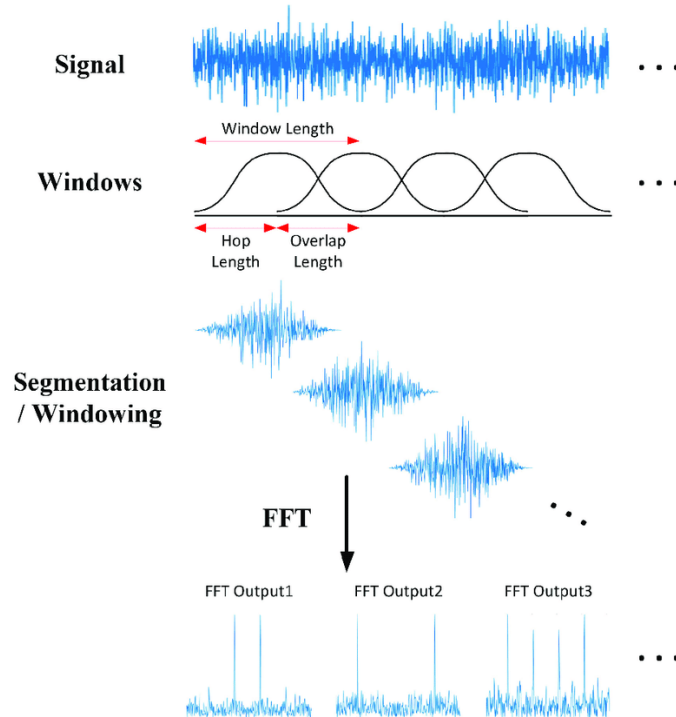 Signal
Window Length
Windows
Hop Length
Overlap Length
Segmentation
/ Windowing
FFT
FFT Output1
FFT Output2
FFT Output3